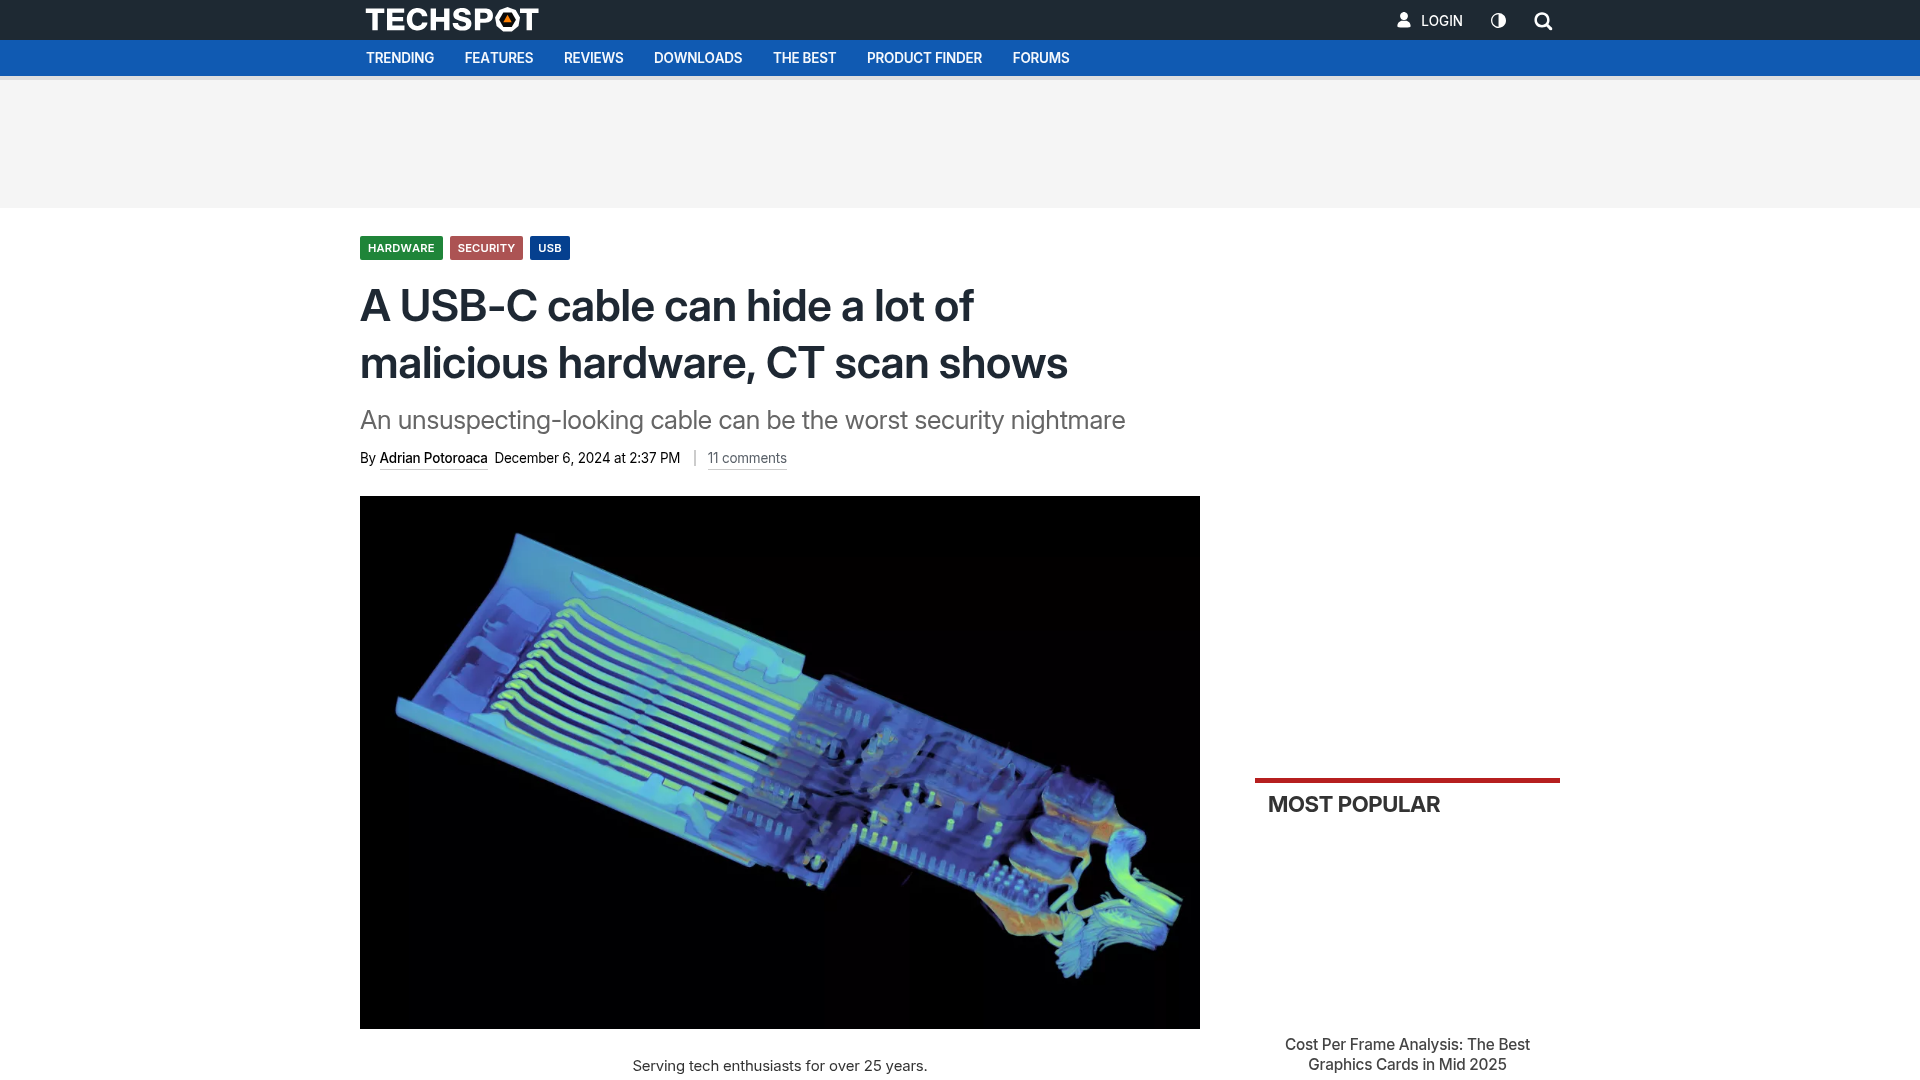 TECHSPOT
LOGIN
TRENDING FEATURES REVIEWS DOWNLOADS THE BEST PRODUCT FINDER FORUMS
HARDWARE SECURITY USB
A USB-C cable can hide a lot of
malicious hardware, CT scan shows
An unsuspecting-looking cable can be the worst security nightmare
By Adrian Potoroaca December 6, 2024 at 2:37 PM | 11 comments
MOST POPULAR
Cost Per Frame Analysis: The Best
Graphics Cards in Mid 2025
Serving tech enthusiasts for over 25 years.